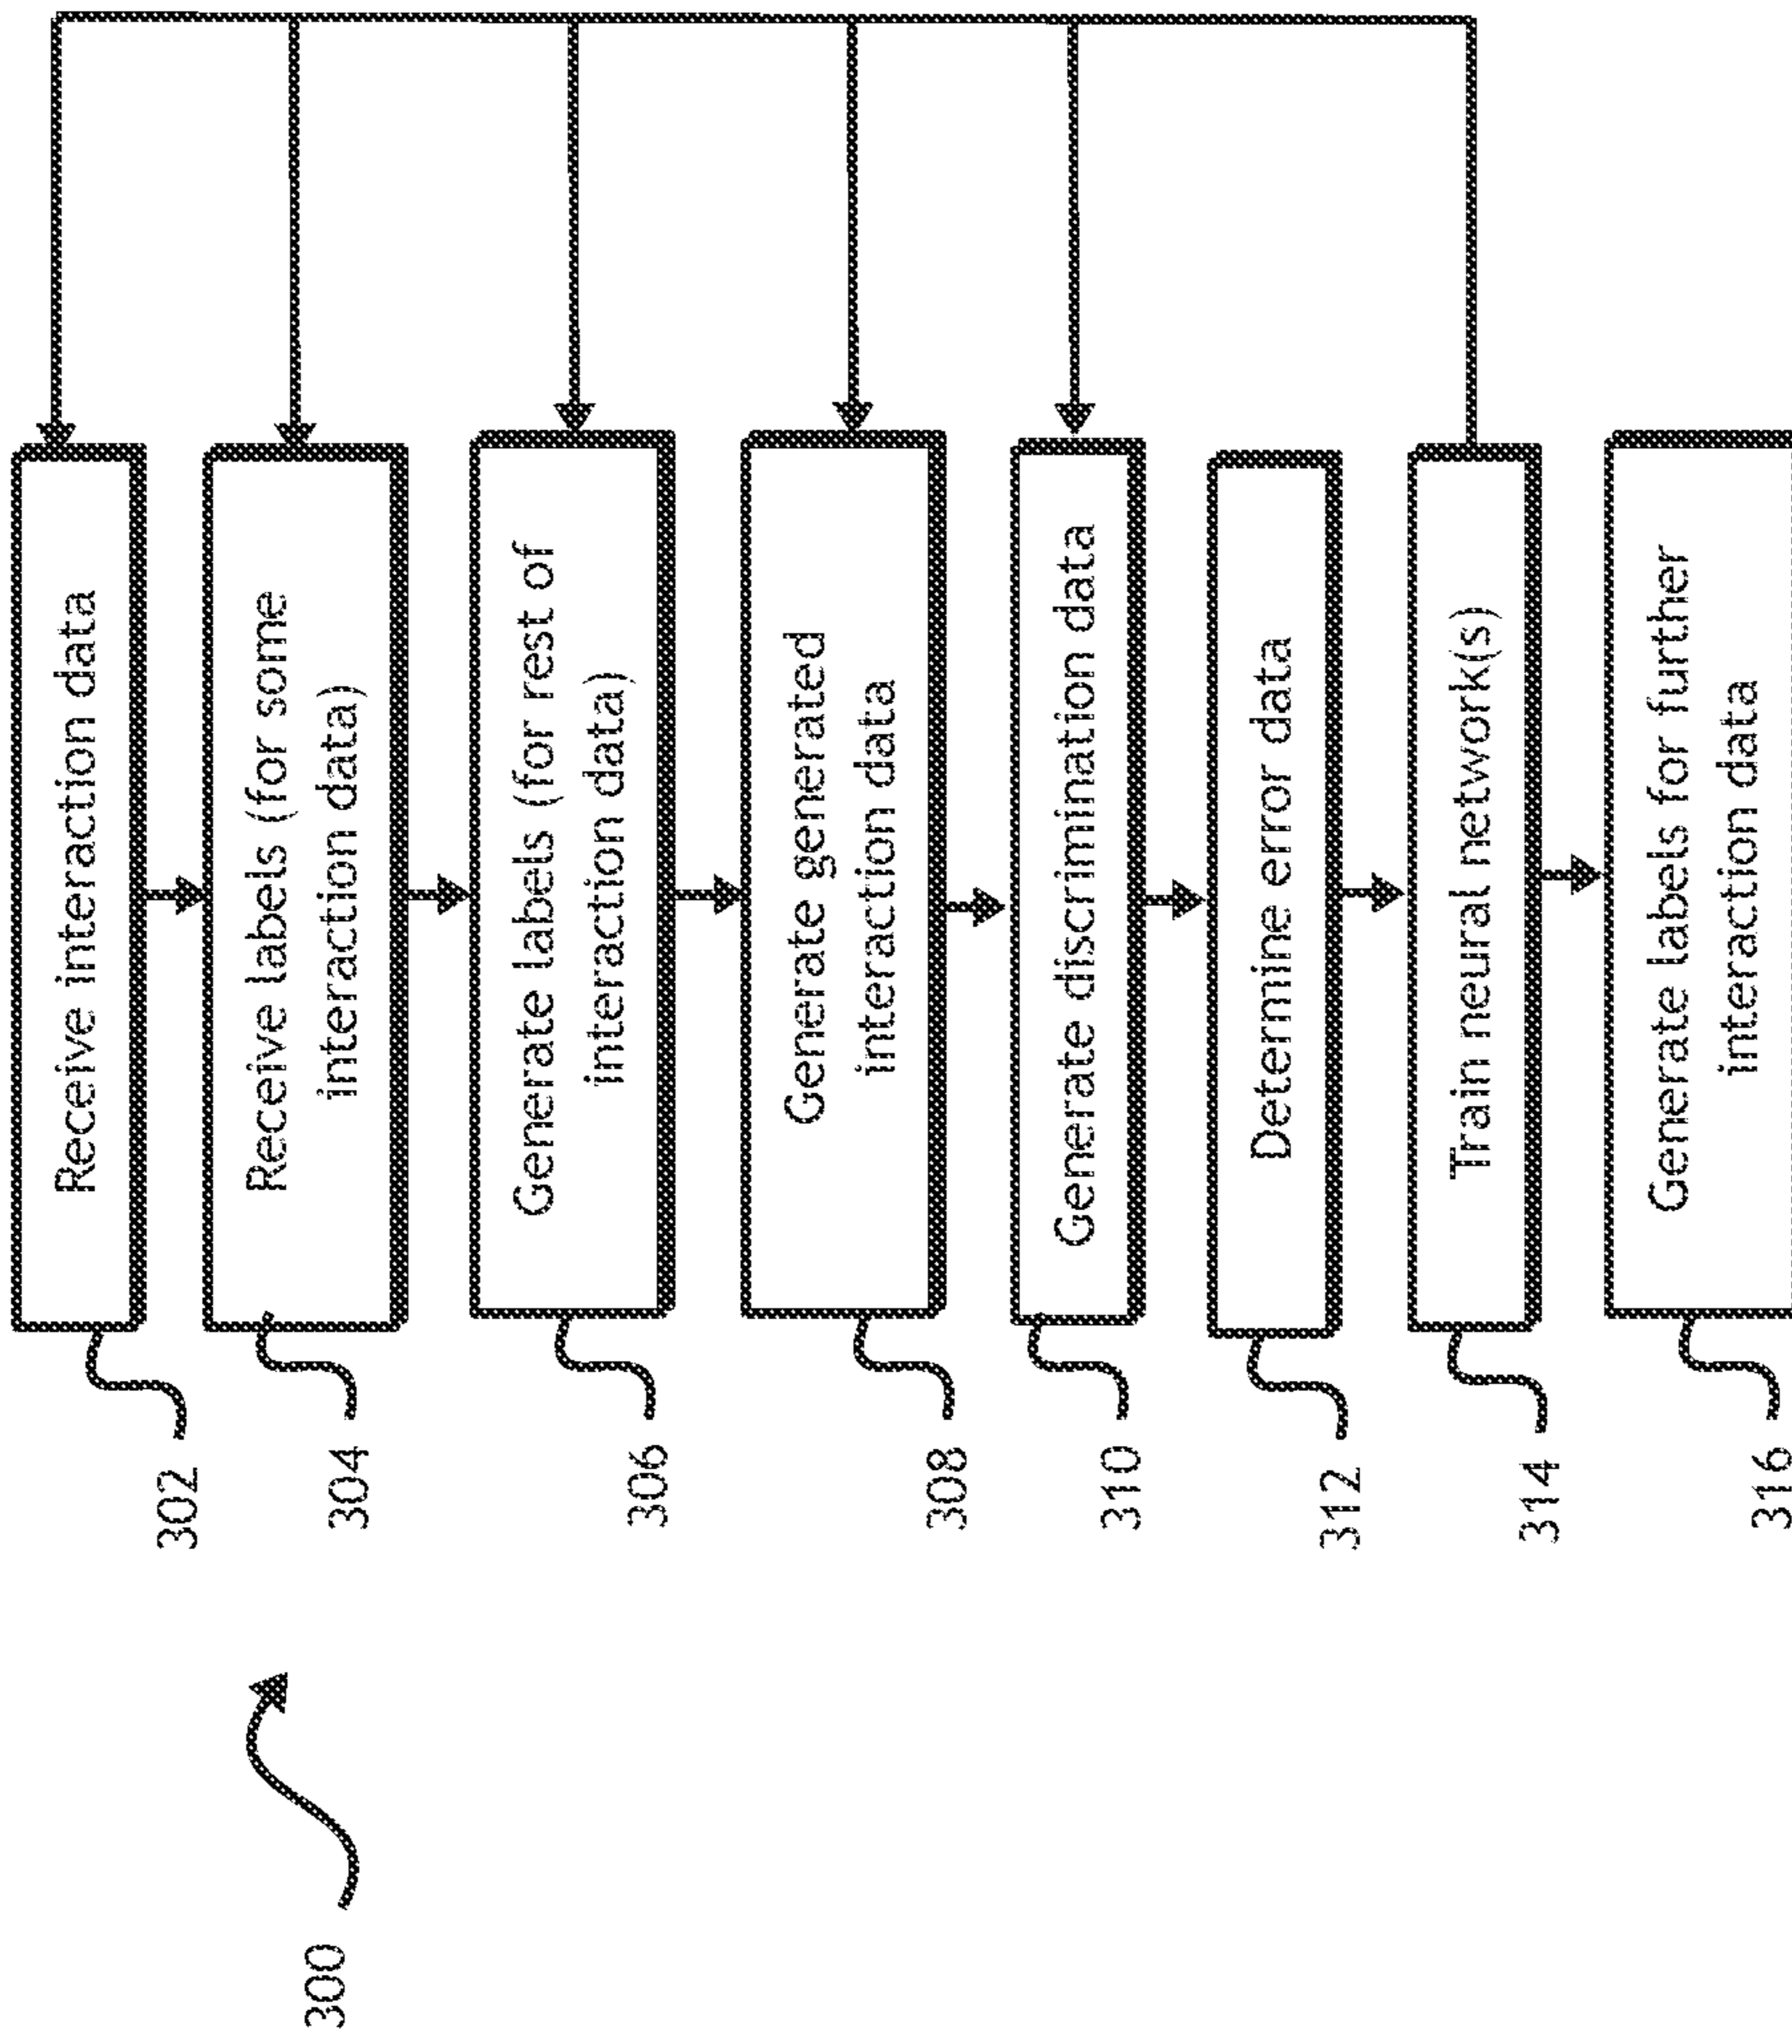 300
302
Receive interaction data
304
Receive labels (for some
interaction data)
306
Generate labels (for rest of
interaction data)
308
Generate generated
interaction data
310
Generate discrimination data
312
Determine error data
314
Train neural network(s)
316
Generate labels for further
interaction data